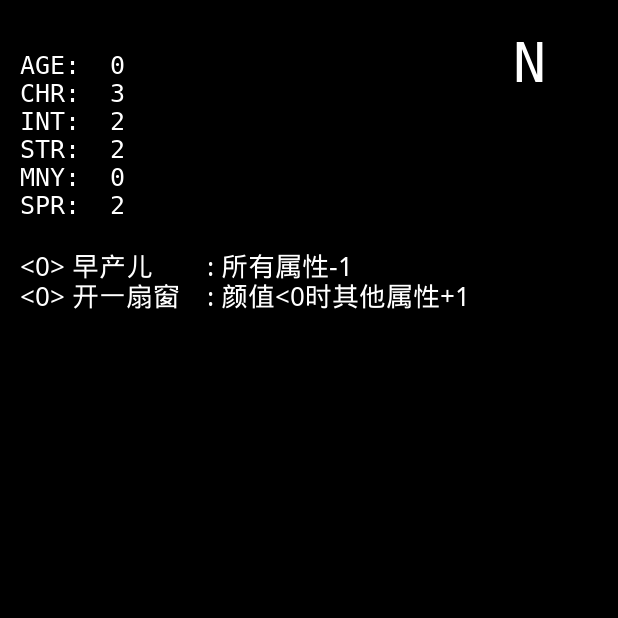 N
AGE: 0
CHR: 3
INT: 2
STR: 2
MNY: 0
SPR: 2
<0> 早产儿 : 所有属性-1
<0> 开一扇窗 : 颜值<0时其他属性+1